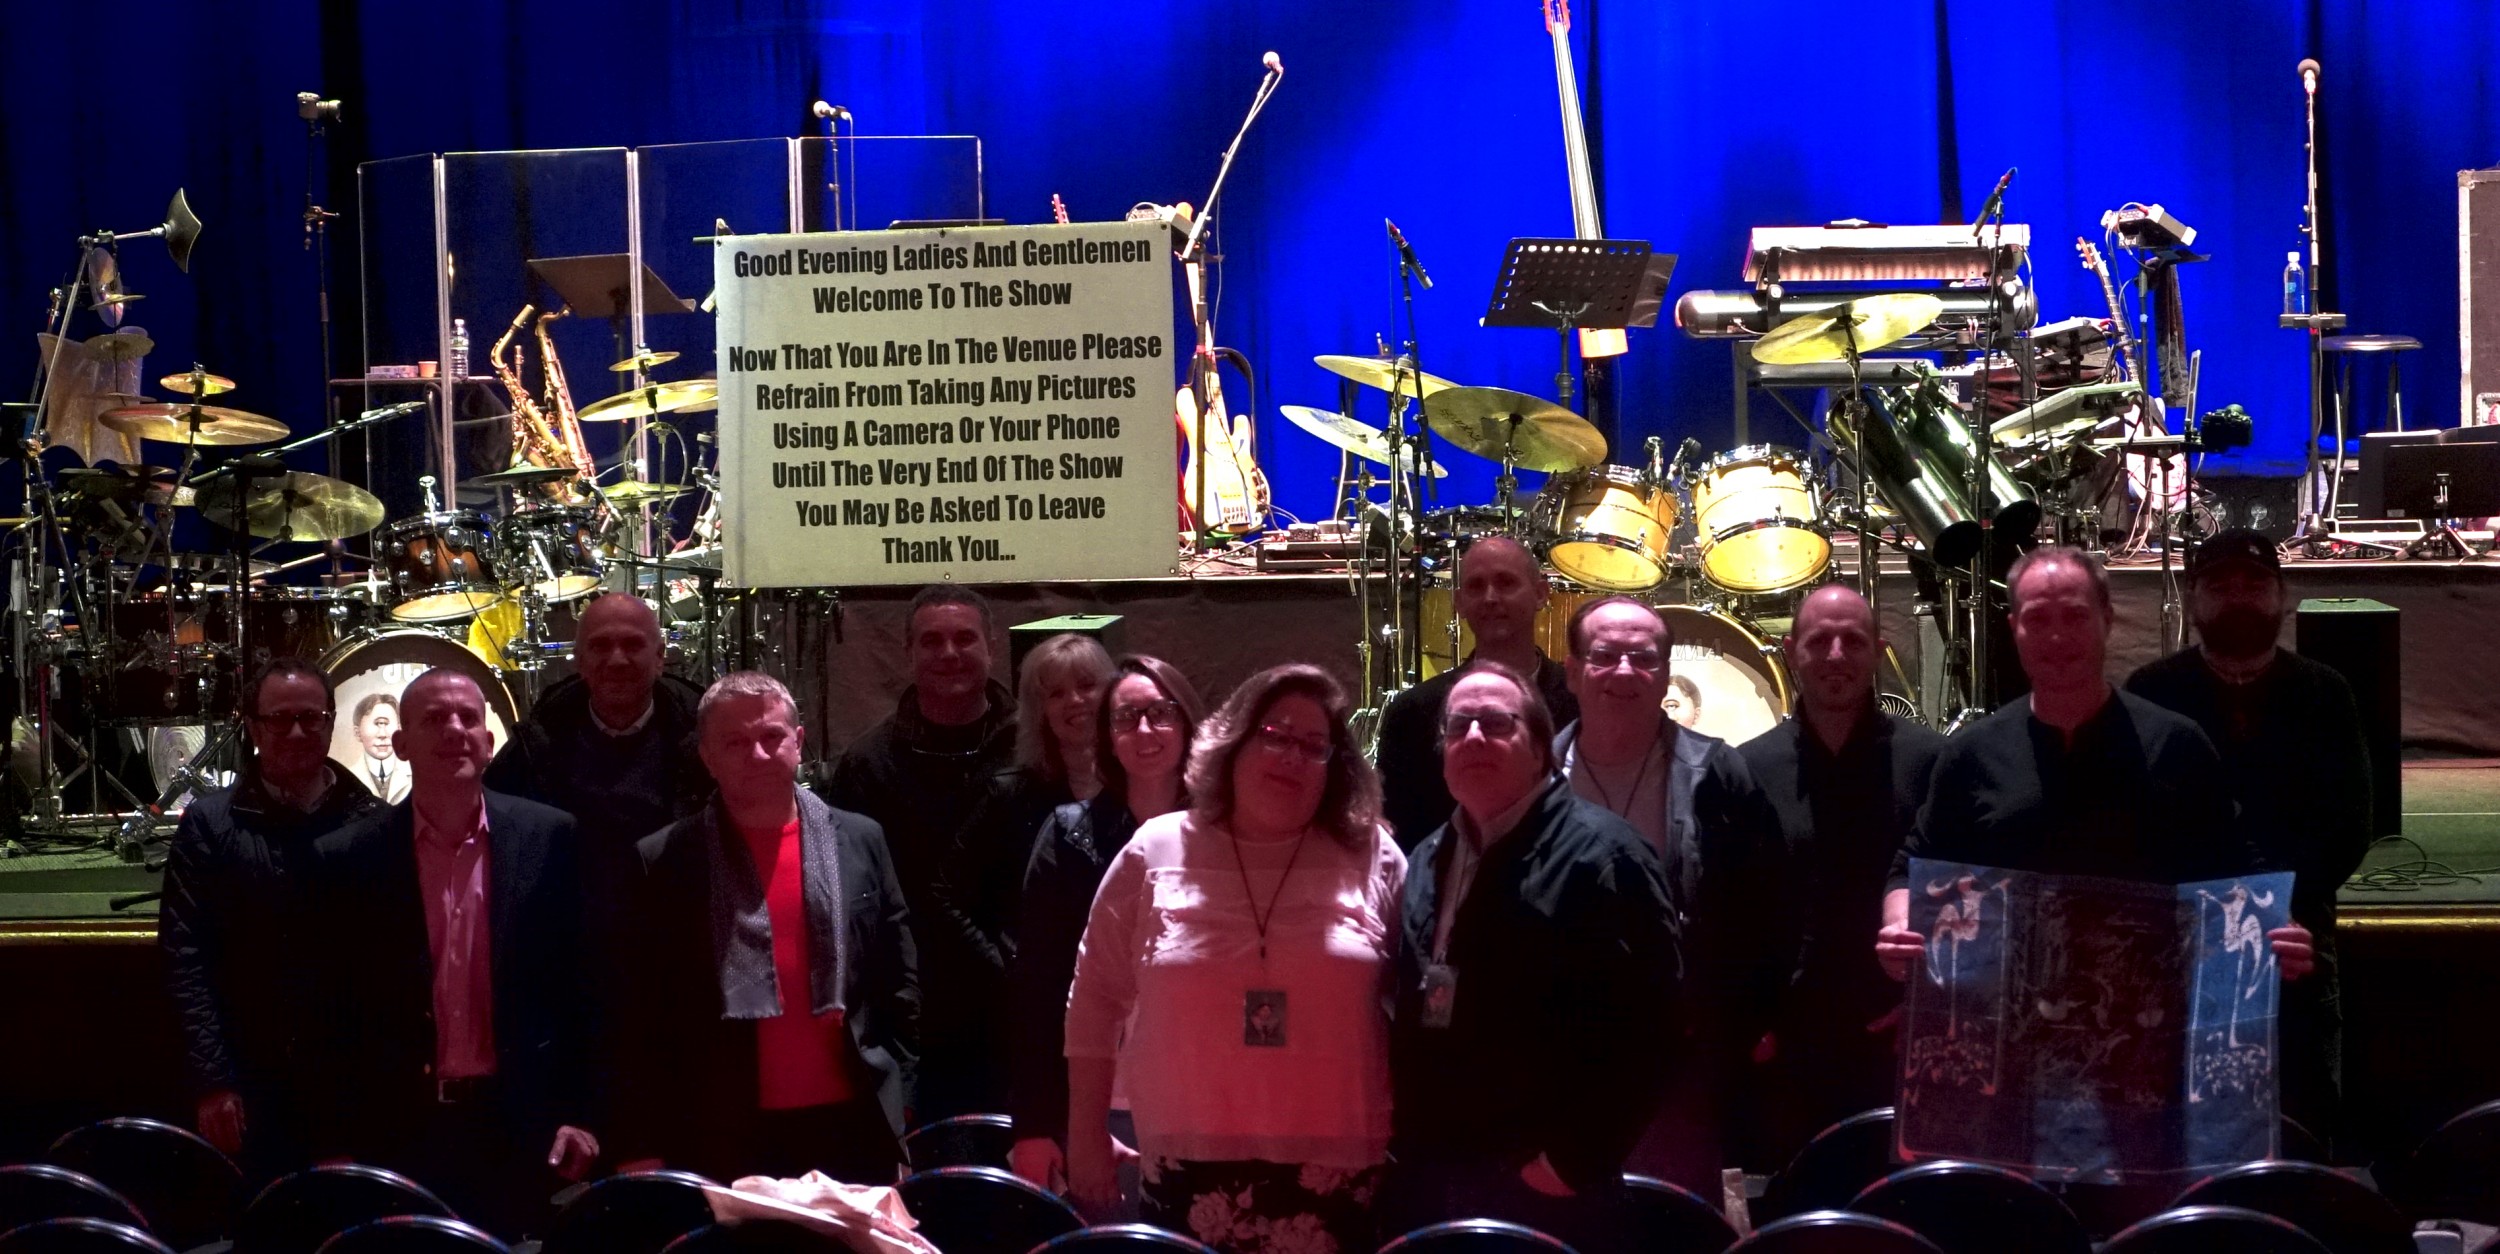 Good Evening Ladies And Gentlemen
Welcome To The Show
Now That You Are In The Venue Please
Refrain From Taking Any Pictures
Using A Camera Or Your Phone
Until The Very End Of The Show
You May Be Asked To Leave
Thank You...
TAMA